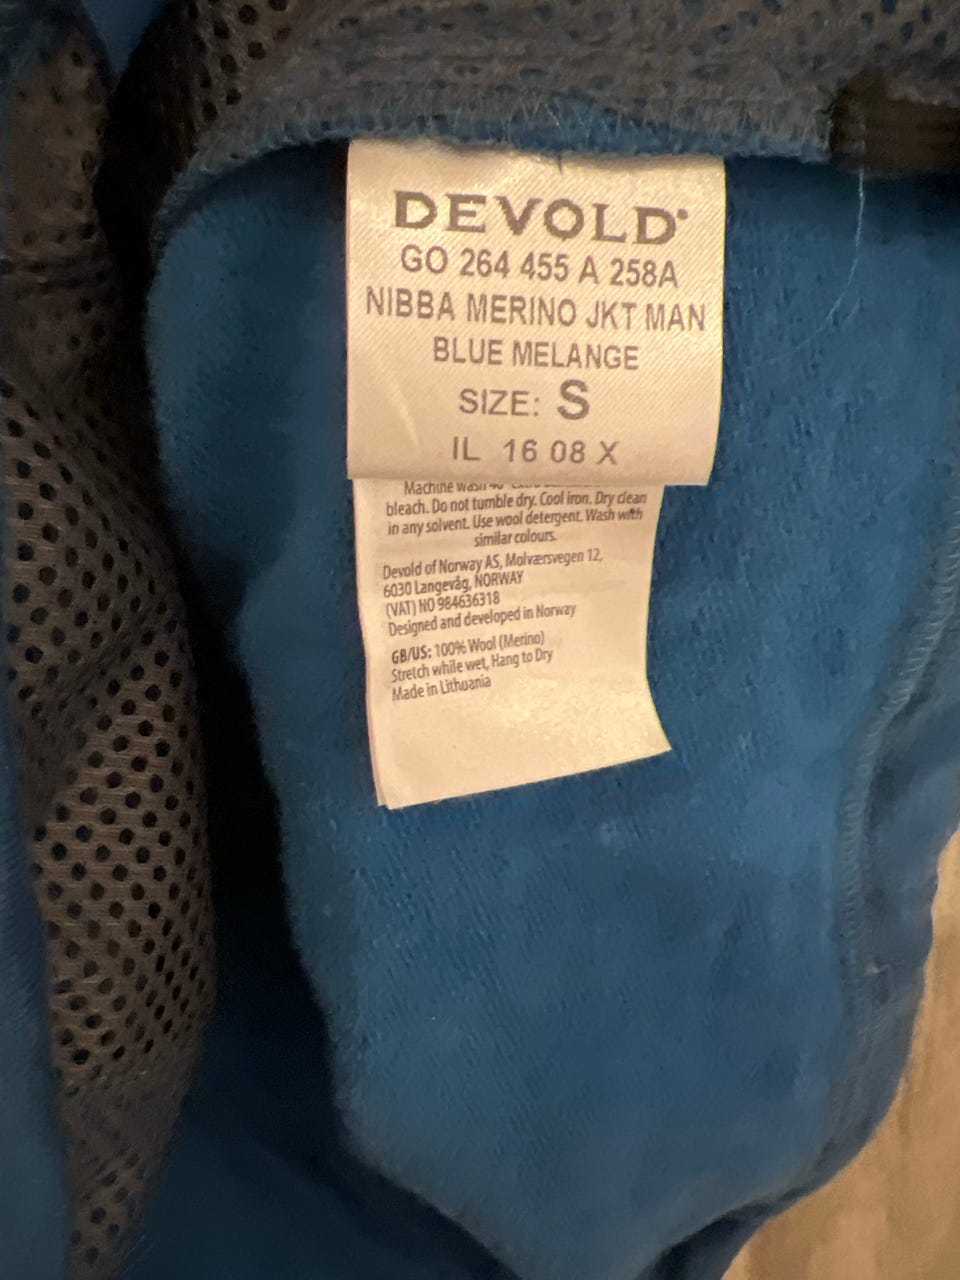 DEVOLD®
GO 264 455 A 258A
NIBBA MERINO JKT MAN
BLUE MELANGE
SIZE: S
IL 16 08 X
Machine wash 40°
bleach. Do not tumble dry. Cool iron. Dry clean
in any solvent. Use wool detergent. Wash with
similar colours.
Devold of Norway AS, Molværsvegen 12,
6030 Langevåg, NORWAY
(VAT) NO 984636318
Designed and developed in Norway
GB/US: 100% Wool (Merino)
Stretch while wet, Hang to Dry
Made in Lithuania